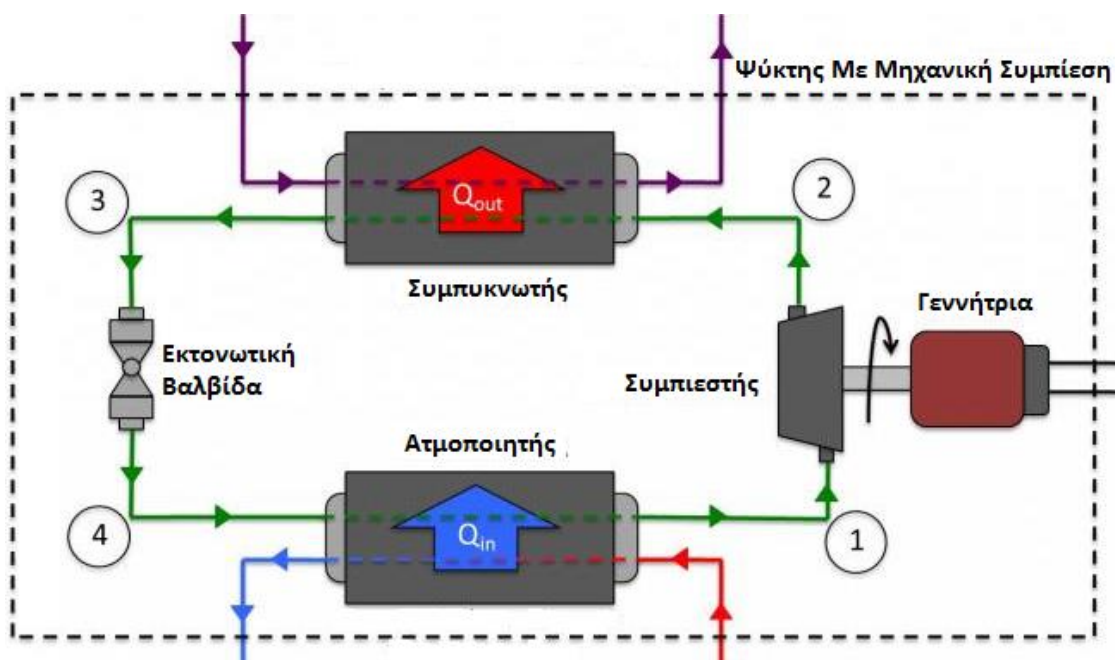 Ψύκτης Με Μηχανική Συμπίεση
3
Qout
2
Συμπυκνωτής
Γεννήτρια
Εκτονωτική
Βαλβίδα
Συμπιεστής
Ατμοποιητής
4
Qin
1